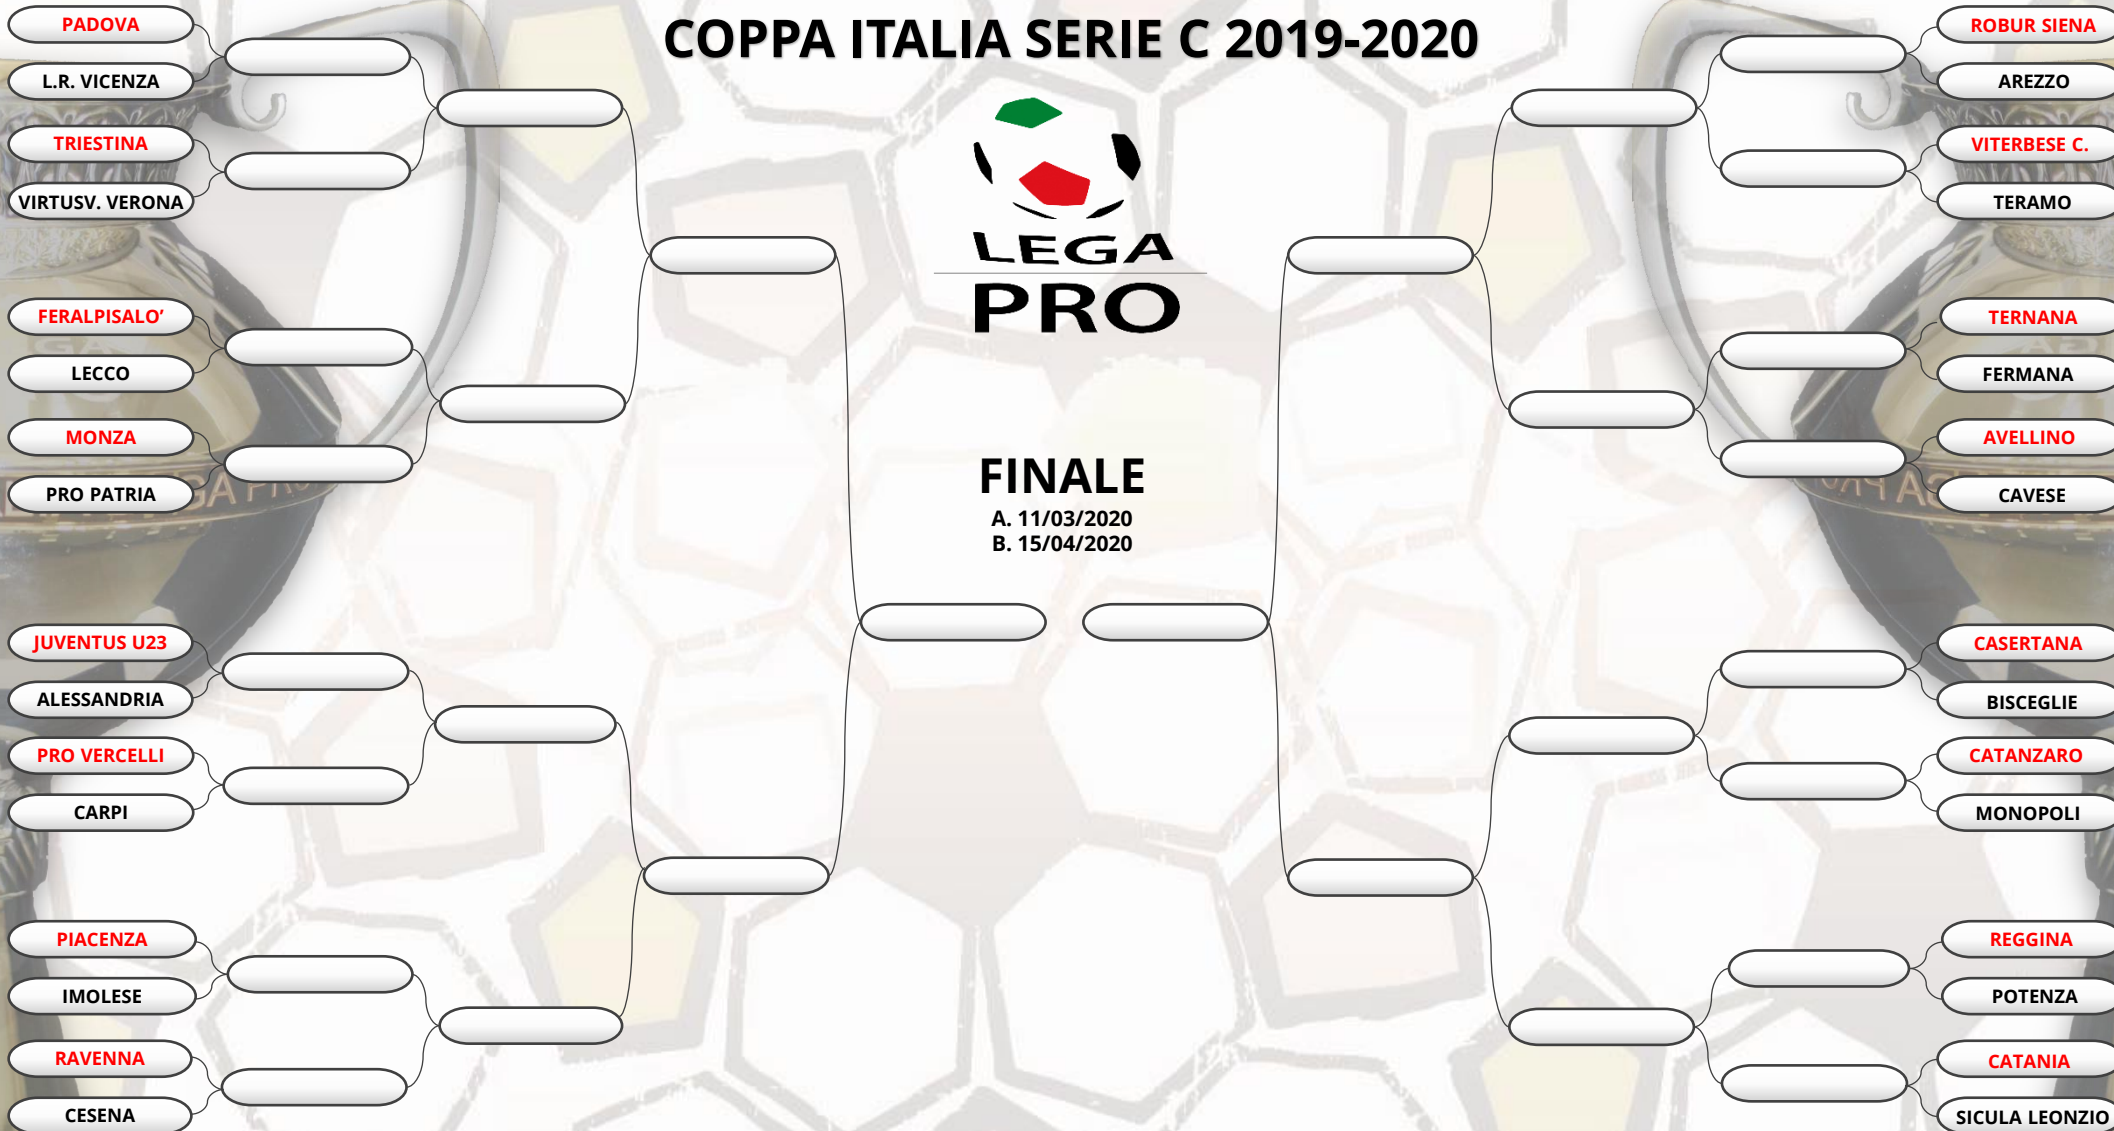 COPPA ITALIA SERIE C 2019-2020
LEGA
PRO
FINALE
A. 11/03/2020
B. 15/04/2020
PADOVA
L.R. VICENZA
TRIESTINA
VIRTUSV. VERONA
FERALPISALO’
LECCO
MONZA
PRO PATRIA
JUVENTUS U23
ALESSANDRIA
PRO VERCELLI
CARPI
PIACENZA
IMOLESE
RAVENNA
CESENA
ROBUR SIENA
AREZZO
VITERBESE C.
TERAMO
TERNANA
FERMANA
AVELLINO
CAVESE
CASERTANA
BISCEGLIE
CATANZARO
MONOPOLI
REGGINA
POTENZA
CATANIA
SICULA LEONZIO